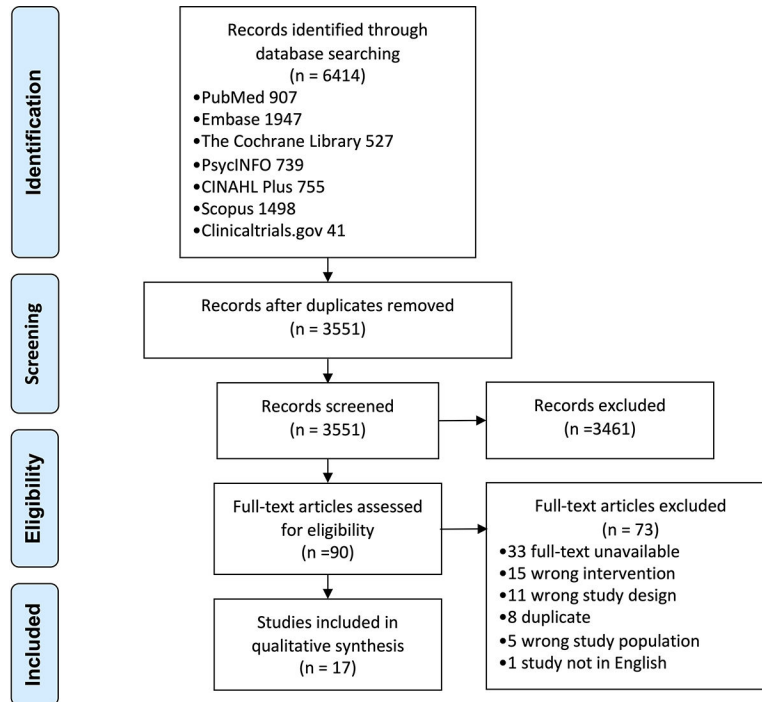 Identification
Records identified through
database searching
(n = 6414)
•PubMed 907
•Embase 1947
•The Cochrane Library 527
•PsycINFO 739
•CINAHL Plus 755
•Scopus 1498
•Clinicaltrials.gov 41
Screening
Records after duplicates removed
(n = 3551)
Records screened
(n = 3551)
Records excluded
(n =3461)
Eligibility
Full-text articles assessed
for eligibility
(n =90)
Full-text articles excluded
(n = 73)
•33 full-text unavailable
•15 wrong intervention
•11 wrong study design
•8 duplicate
•5 wrong study population
•1 study not in English
Included
Studies included in
qualitative synthesis
(n = 17)